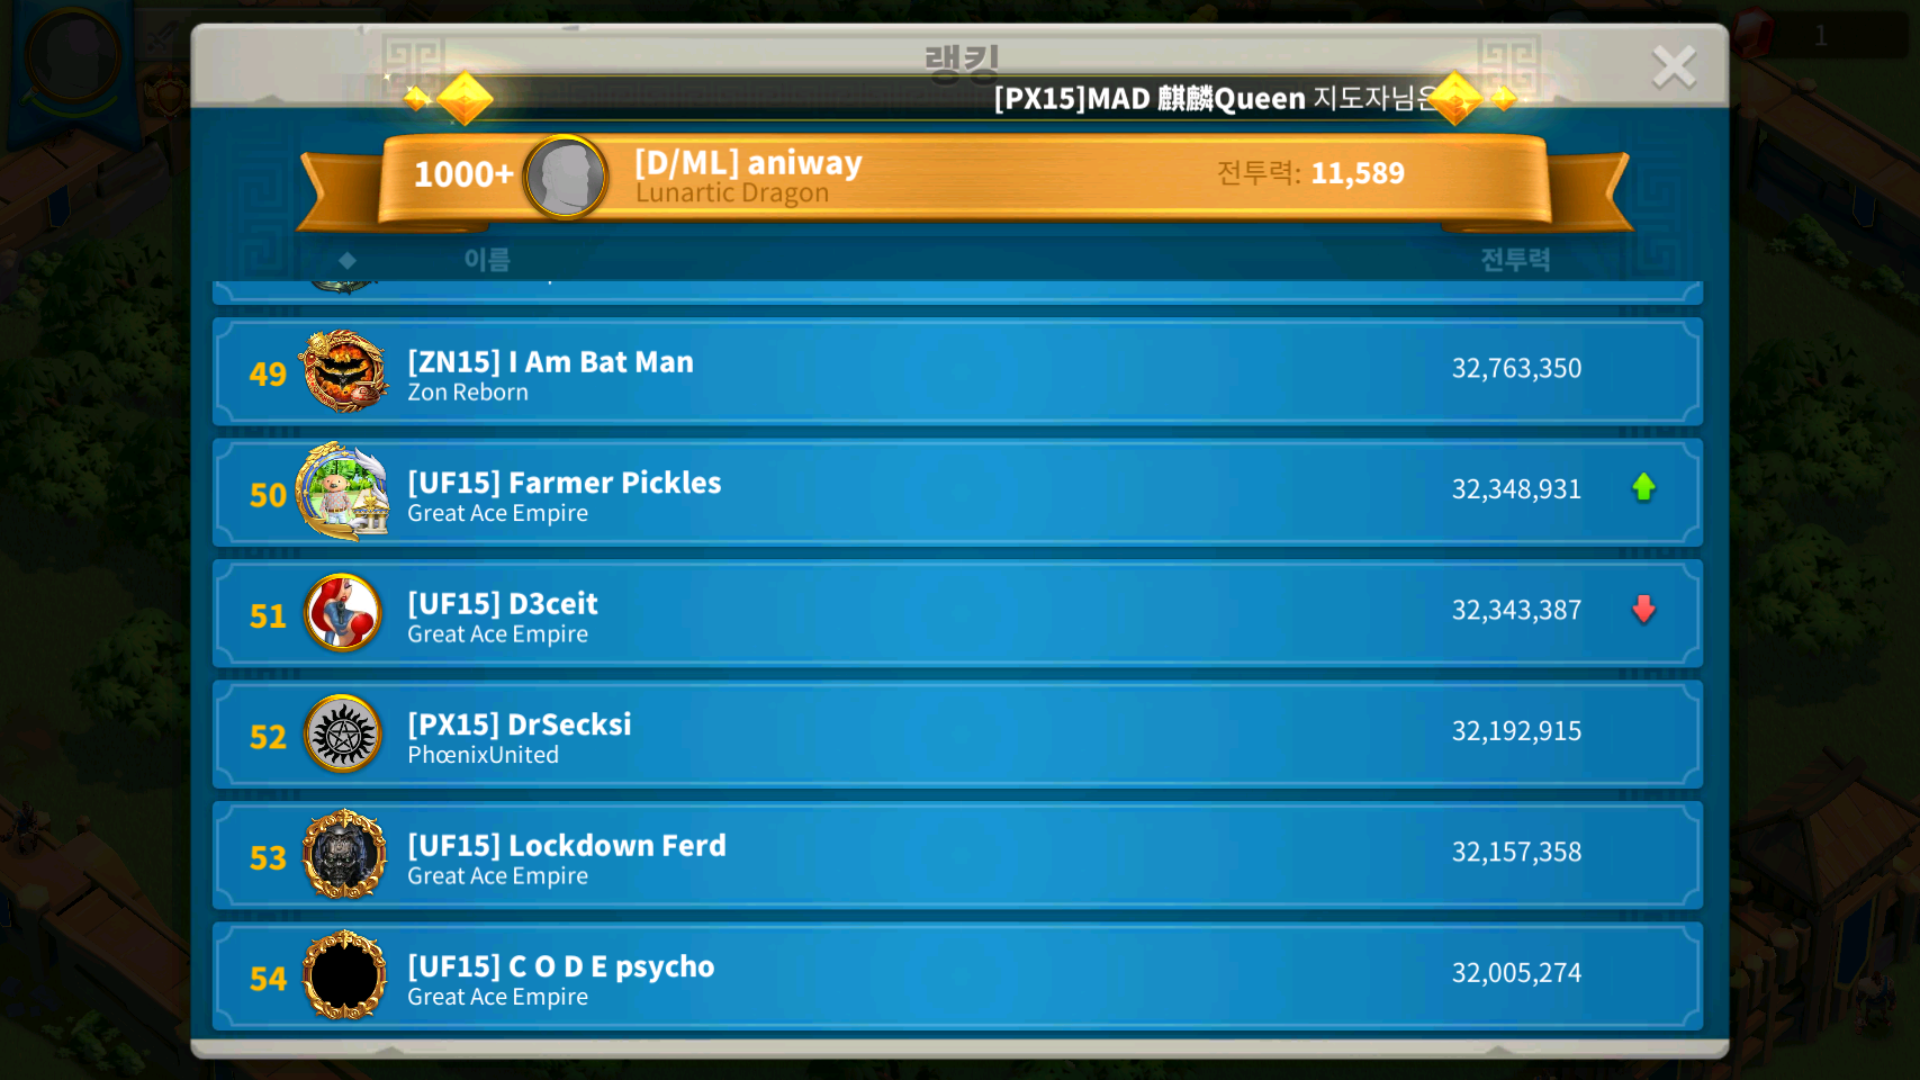 랭킹
1
[PX15]MAD 麒麟Queen 지도자님은
1000+
[D/ML] aniway
Lunartic Dragon
전투력: 11,589
이름
전투력
49
[ZN15] I Am Bat Man
Zon Reborn
32,763,350
50
[UF15] Farmer Pickles
Great Ace Empire
32,348,931
51
[UF15] D3ceit
Great Ace Empire
32,343,387
52
[PX15] DrSecksi
PhœnixUnited
32,192,915
53
[UF15] Lockdown Ferd
Great Ace Empire
32,157,358
54
[UF15] C O D E psycho
Great Ace Empire
32,005,274